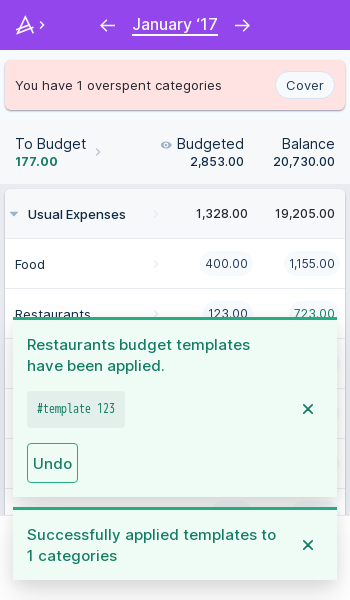 January ‘17
You have 1 overspent categories
Cover
To Budget
Budgeted
Balance
177.00
2,853.00
20,730.00
Usual Expenses
1,328.00
19,205.00
Food
400.00
1,155.00
Restaurants
123.00
723.00
Restaurants budget templates
have been applied.
#template 123
Undo
Successfully applied templates to
1 categories